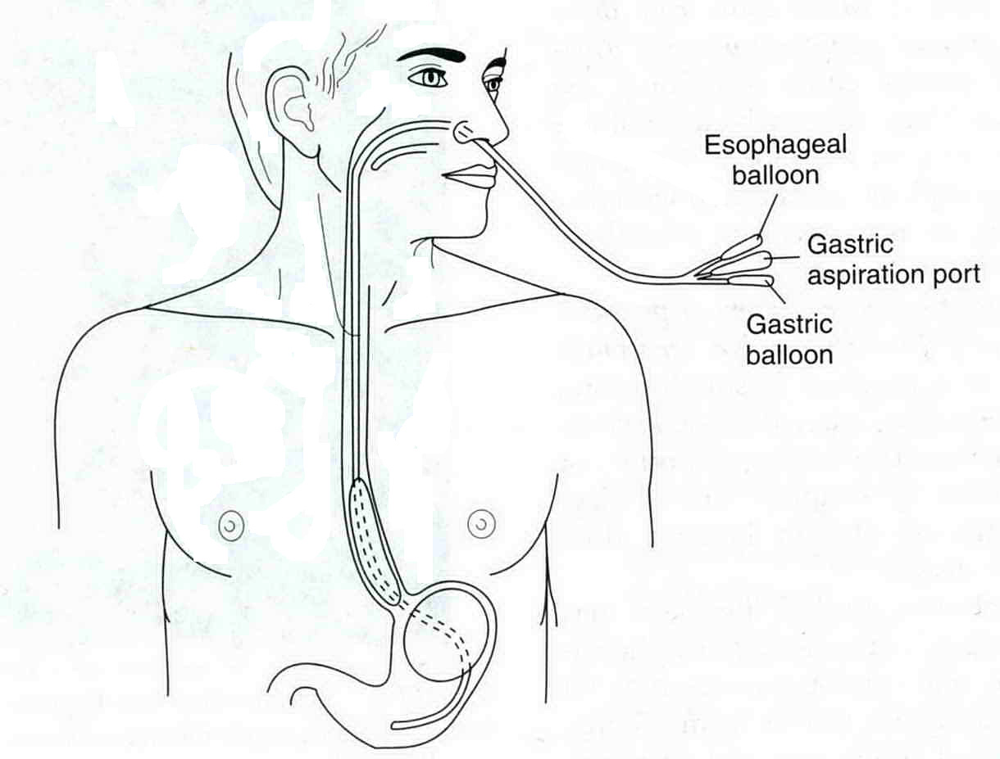 Esophageal
balloon
Gastric
aspiration port
Gastric
balloon